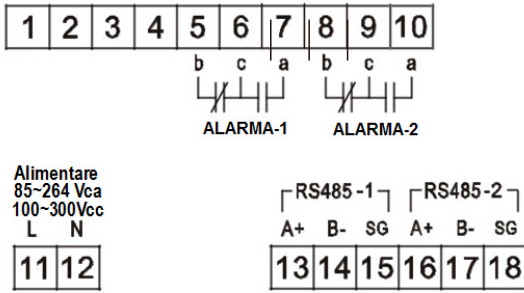 1 2 3 4 5 6 7 8 9 10
b c a b c a
ALARMA-1 ALARMA-2
Alimentare
85~264 Vca
100~300Vcc
L N
11 12
RS485-1 RS485-2
A+ B- SG A+ B- SG
13 14 15 16 17 18